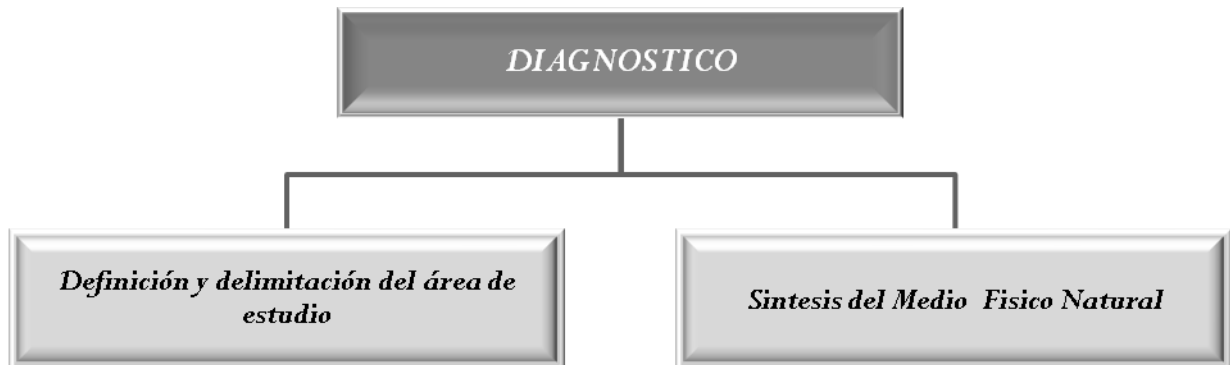 DIAGNOSTICO
Definición y delimitación del área de
estudio
Sintesis del Medio Fisico Natural